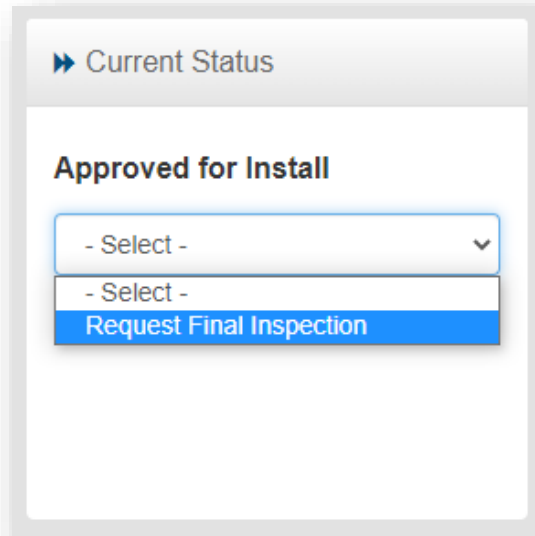 Current Status
Approved for Install
- Select -
- Select -
Request Final Inspection